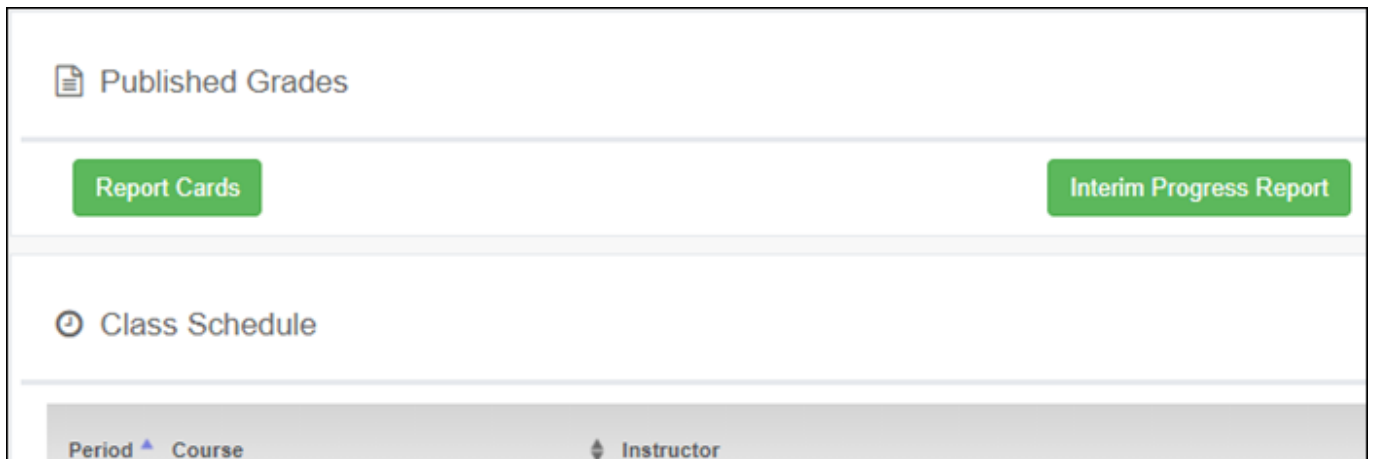 Published Grades
Report Cards
Interim Progress Report
Class Schedule
Period Course Instructor